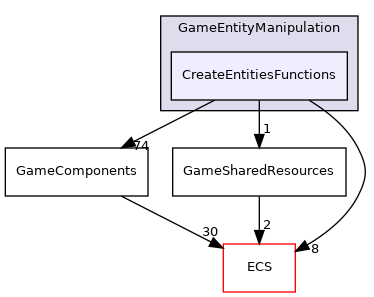 GameEntityManipulation
CreateEntitiesFunctions
74
1
GameComponents
GameSharedResources
30
2
8
ECS